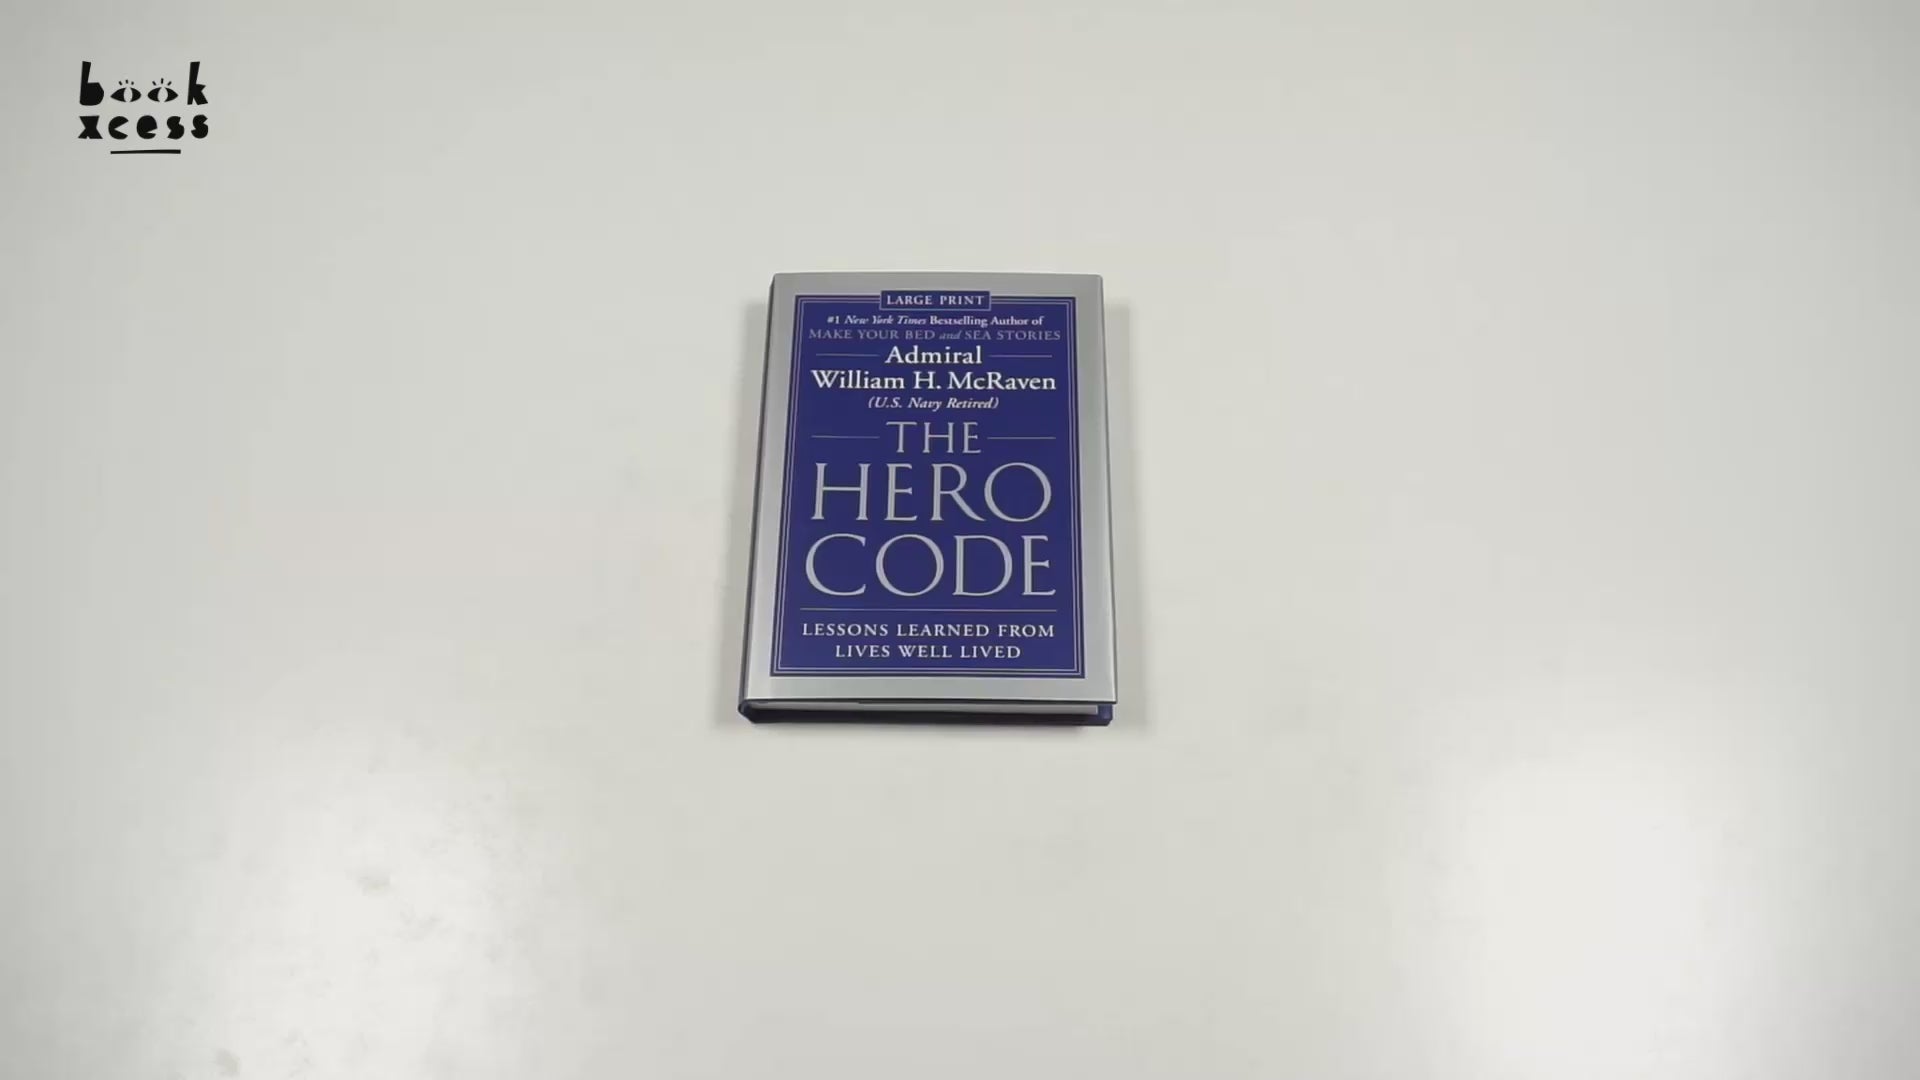 book
xcess
LARGE PRINT
#1 New York Times Bestselling Author of
MAKE YOUR BED and SEA STORIES
Admiral
William H. McRaven
(U.S. Navy Retired)
THE
HERO
CODE
LESSONS LEARNED FROM
LIVES WELL LIVED